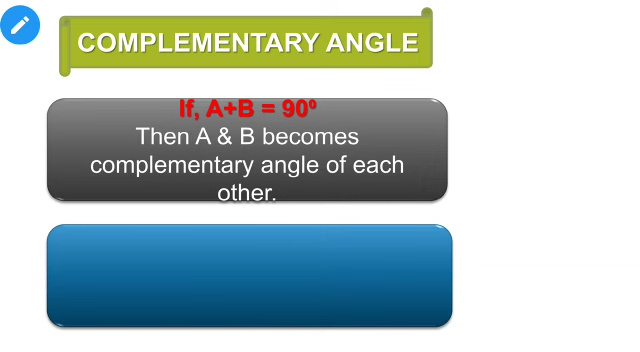 COMPLEMENTARY ANGLE
If, A+B = 90º
Then A & B becomes
complementary angle of each
other.